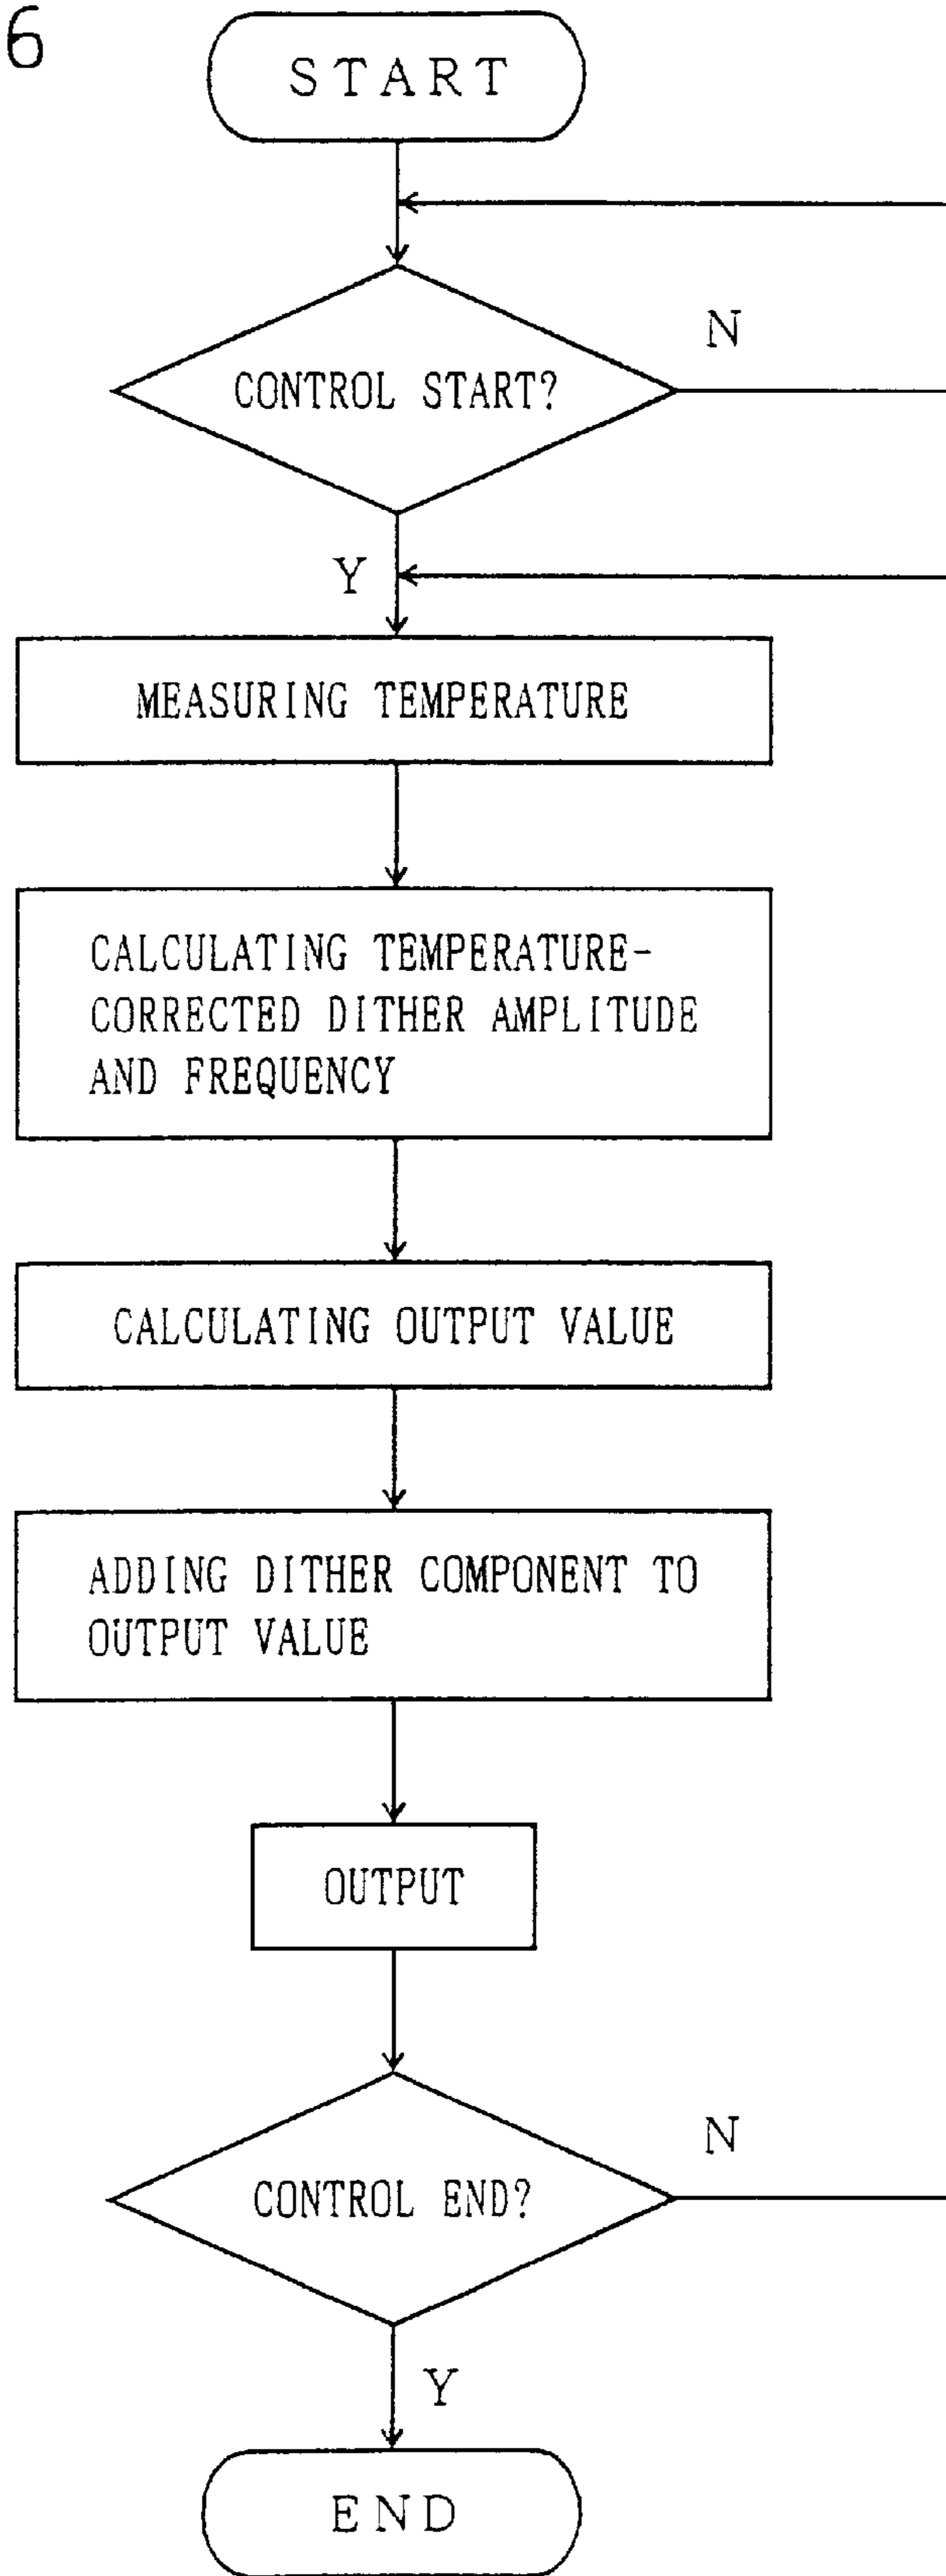 6
START
N
CONTROL START?
Y
MEASURING TEMPERATURE
CALCULATING TEMPERATURE-
CORRECTED DITHER AMPLITUDE
AND FREQUENCY
CALCULATING OUTPUT VALUE
ADDING DITHER COMPONENT TO
OUTPUT VALUE
OUTPUT
N
CONTROL END?
Y
END